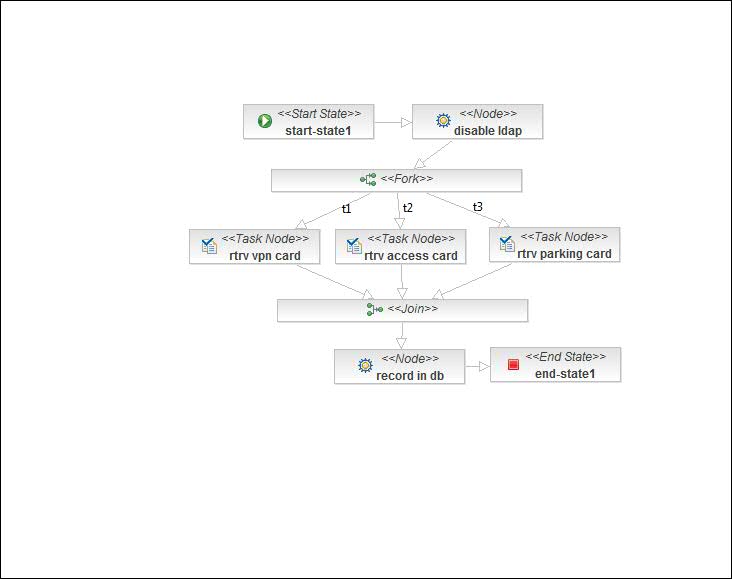 <<Start State>>
start-state1
<<Node>>
disable ldap
<<Fork>>
t1
t2
t3
<<Task Node>>
rtrv vpn card
<<Task Node>>
rtrv access card
<<Task Node>>
rtrv parking card
<<Join>>
<<Node>>
record in db
<<End State>>
end-state1